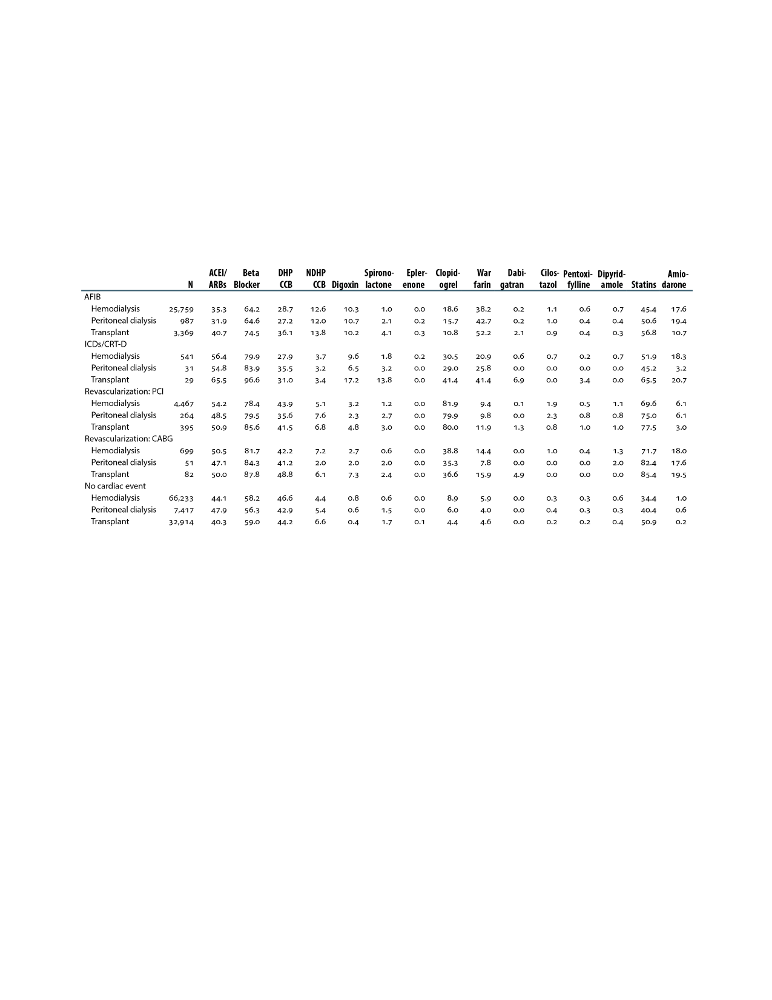 ACEI/ Beta DHP NDHP Spirono- Epler- Clopid- War Dabi- Cilos- Pentoxi- Dipyrid- Amio-
N ARBs Blocker CCB CCB Digoxin lactone enone ogrel farin gatran tazol fylline amole Statins darone
AFIB
Hemodialysis 25,759 35.3 64.2 28.7 12.6 10.3 1.0 0.0 18.6 38.2 0.2 1.1 0.6 0.7 45.4 17.6
Peritoneal dialysis 987 31.9 64.6 27.2 12.0 10.7 2.1 0.2 15.7 42.7 0.2 1.0 0.4 0.4 50.6 19.4
Transplant 3,369 40.7 74.5 36.1 13.8 10.2 4.1 0.3 10.8 52.2 2.1 0.9 0.4 0.3 56.8 10.7
ICDs/CRT-D
Hemodialysis 541 56.4 79.9 27.9 3.7 9.6 1.8 0.2 30.5 20.9 0.6 0.7 0.2 0.7 51.9 18.3
Peritoneal dialysis 31 54.8 83.9 35.5 3.2 6.5 3.2 0.0 29.0 25.8 0.0 0.0 0.0 0.0 45.2 3.2
Transplant 29 65.5 96.6 31.0 3.4 17.2 13.8 0.0 41.4 41.4 6.9 0.0 3.4 0.0 65.5 20.7
Revascularization: PCI
Hemodialysis 4,467 54.2 78.4 43.9 5.1 3.2 1.2 0.0 81.9 9.4 0.1 1.9 0.5 1.1 69.6 6.1
Peritoneal dialysis 264 48.5 79.5 35.6 7.6 2.3 2.7 0.0 79.9 9.8 0.0 2.3 0.8 0.8 75.0 6.1
Transplant 395 50.9 85.6 41.5 6.8 4.8 3.0 0.0 80.0 11.9 1.3 0.8 1.0 1.0 77.5 3.0
Revascularization: CABG
Hemodialysis 699 50.5 81.7 42.2 7.2 2.7 0.6 0.0 38.8 14.4 0.0 1.0 0.4 1.3 71.7 18.0
Peritoneal dialysis 51 47.1 84.3 41.2 2.0 2.0 2.0 0.0 35.3 7.8 0.0 0.0 0.0 2.0 82.4 17.6
Transplant 82 50.0 87.8 48.8 6.1 7.3 2.4 0.0 36.6 15.9 4.9 0.0 0.0 0.0 85.4 19.5
No cardiac event
Hemodialysis 66,233 44.1 58.2 46.6 4.4 0.8 0.6 0.0 8.9 5.9 0.0 0.3 0.3 0.6 34.4 1.0
Peritoneal dialysis 7,417 47.9 56.3 42.9 5.4 0.6 1.5 0.0 6.0 4.0 0.0 0.4 0.3 0.3 40.4 0.6
Transplant 32,914 40.3 59.0 44.2 6.6 0.4 1.7 0.1 4.4 4.6 0.0 0.2 0.2 0.4 50.9 0.2